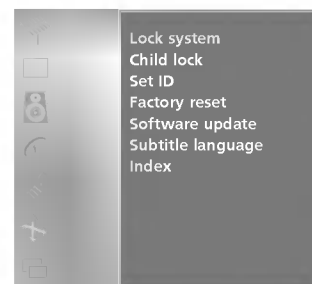 Lock system
Child lock
Set ID
Factory reset
Software update
Subtitle language
Index